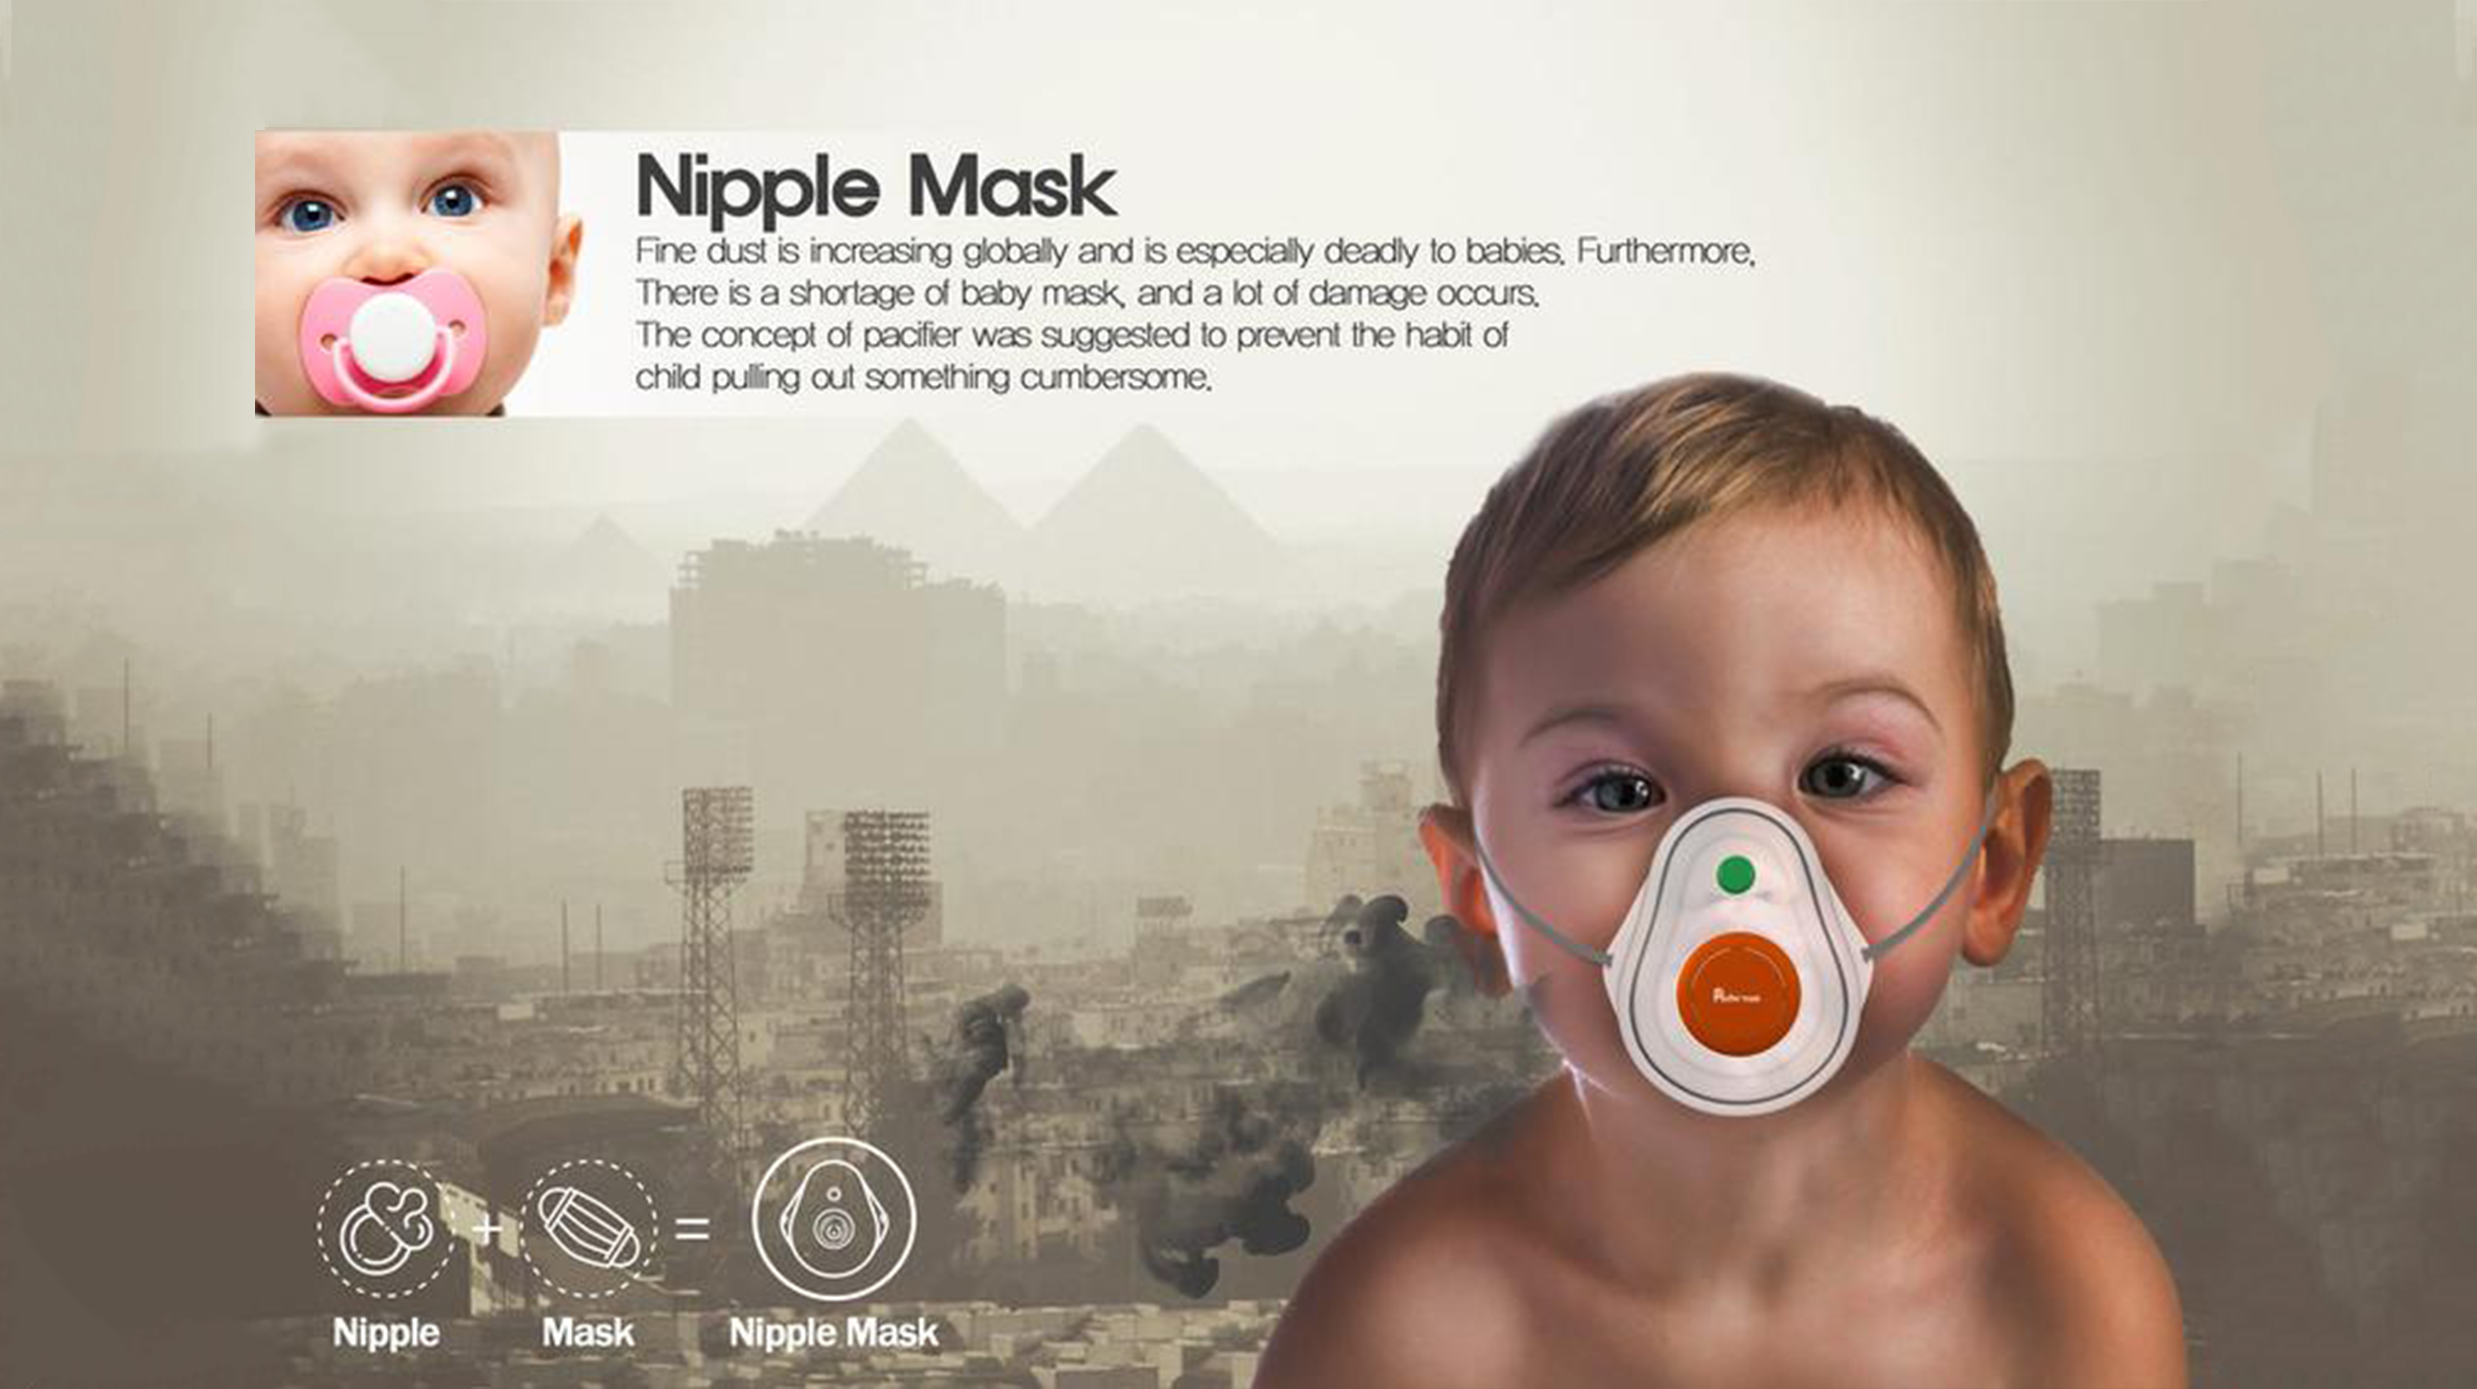 Nipple Mask
Fine dust is increasing globally and is especially deadly to babies. Furthermore,
There is a shortage of baby mask, and a lot of damage occurs.
The concept of pacifier was suggested to prevent the habit of
child pulling out something cumbersome.
+
=
Nipple
Mask
Nipple Mask